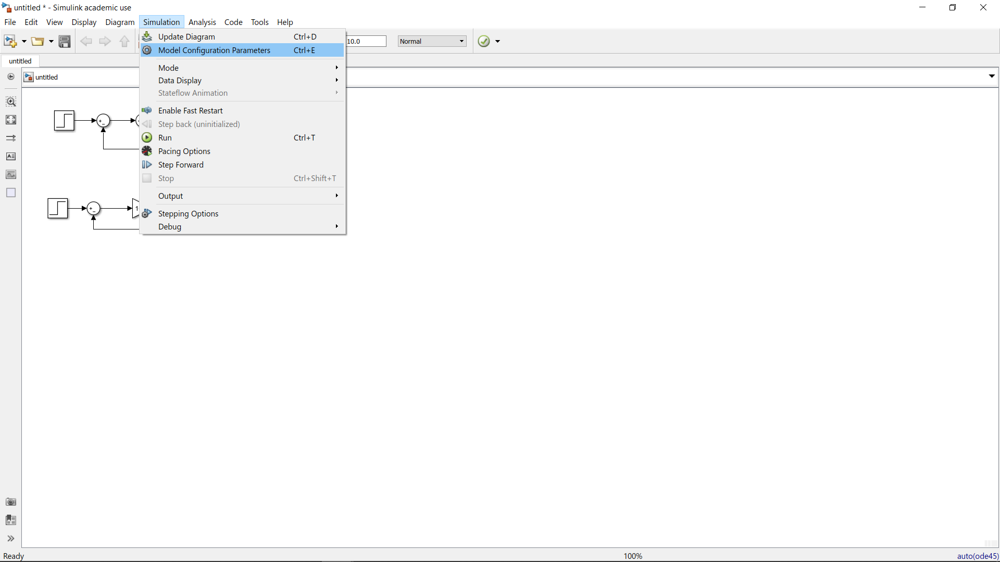 untitled * - Simulink academic use
File Edit View Display Diagram Simulation Analysis Code Tools Help
10.0 Normal
untitled
untitled
Update Diagram Ctrl+D
Model Configuration Parameters Ctrl+E
Mode
Data Display
Stateflow Animation
Enable Fast Restart
Step back (uninitialized)
Run Ctrl+T
Pacing Options
Step Forward
Stop Ctrl+Shift+T
Output
Stepping Options
Debug
Ready 100% auto(ode45)